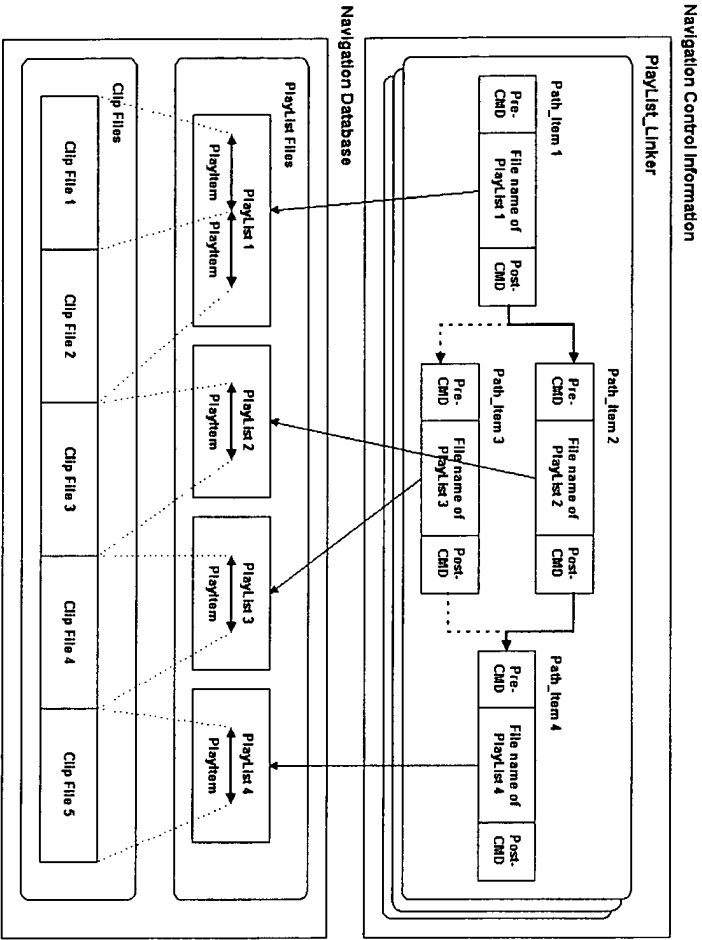 Navigation Control Information
PlayList_Linker
Path_Item 1
Pre-
CMD
File name of
PlayList 1
Post-
CMD
Path_Item 2
Pre-
CMD
File name of
PlayList 2
Post-
CMD
Path_Item 3
Pre-
CMD
File name of
PlayList 3
Post-
CMD
Path_Item 4
Pre-
CMD
File name of
PlayList 4
Post-
CMD
Navigation Database
PlayList Files
PlayList 1
PlayItem
PlayItem
PlayList 2
PlayItem
PlayList 3
PlayItem
PlayList 4
PlayItem
Clip Files
Clip File 1
Clip File 2
Clip File 3
Clip File 4
Clip File 5